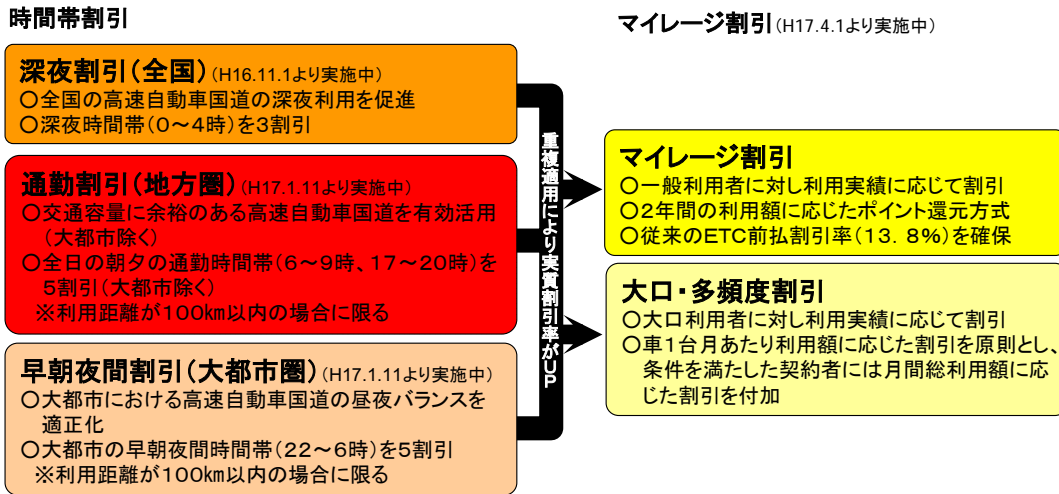 時間帯割引
深夜割引(全国)(H16.11.1より実施中)
○全国の高速自動車国道の深夜利用を促進
○深夜時間帯(0~4時)を3割引
通勤割引(地方圏)(H17.1.11より実施中)
○交通容量に余裕のある高速自動車国道を有効活用
(大都市除く)
○全日の朝夕の通勤時間帯(6~9時、17~20時)を
5割引(大都市除く)
※利用距離が100km以内の場合に限る
早朝夜間割引(大都市圏)(H17.1.11より実施中)
○大都市における高速自動車国道の昼夜バランスを
適正化
○大都市の早朝夜間時間帯(22~6時)を5割引
※利用距離が100km以内の場合に限る
重複適用により実質割引率がUP
マイレージ割引(H17.4.1より実施中)
マイレージ割引
○一般利用者に対し利用実績に応じて割引
○2年間の利用額に応じたポイント還元方式
○従来のETC前払割引率(13.8%)を確保
大口・多頻度割引
○大口利用者に対し利用実績に応じて割引
○車1台月あたり利用額に応じた割引を原則とし、
条件を満たした契約者には月間総利用額に応
じた割引を付加